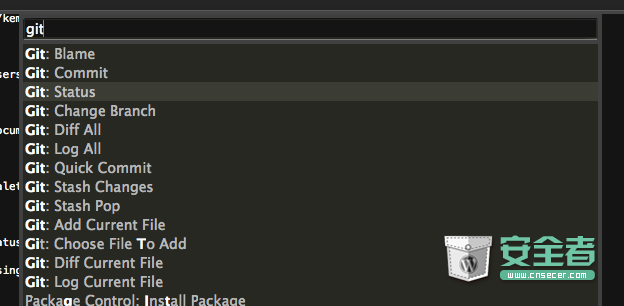 /kem
git
Git: Blame
Git: Commit
sers
Git: Status
Git: Change Branch
ocum
Git: Diff All
Git: Log All
Git: Quick Commit
alet
Git: Stash Changes
Git: Stash Pop
Git: Add Current File
atus
Git: Choose File To Add
sing
Git: Diff Current File
Git: Log Current File
Package Control: Install Package
安全者
www.cnsecer.com